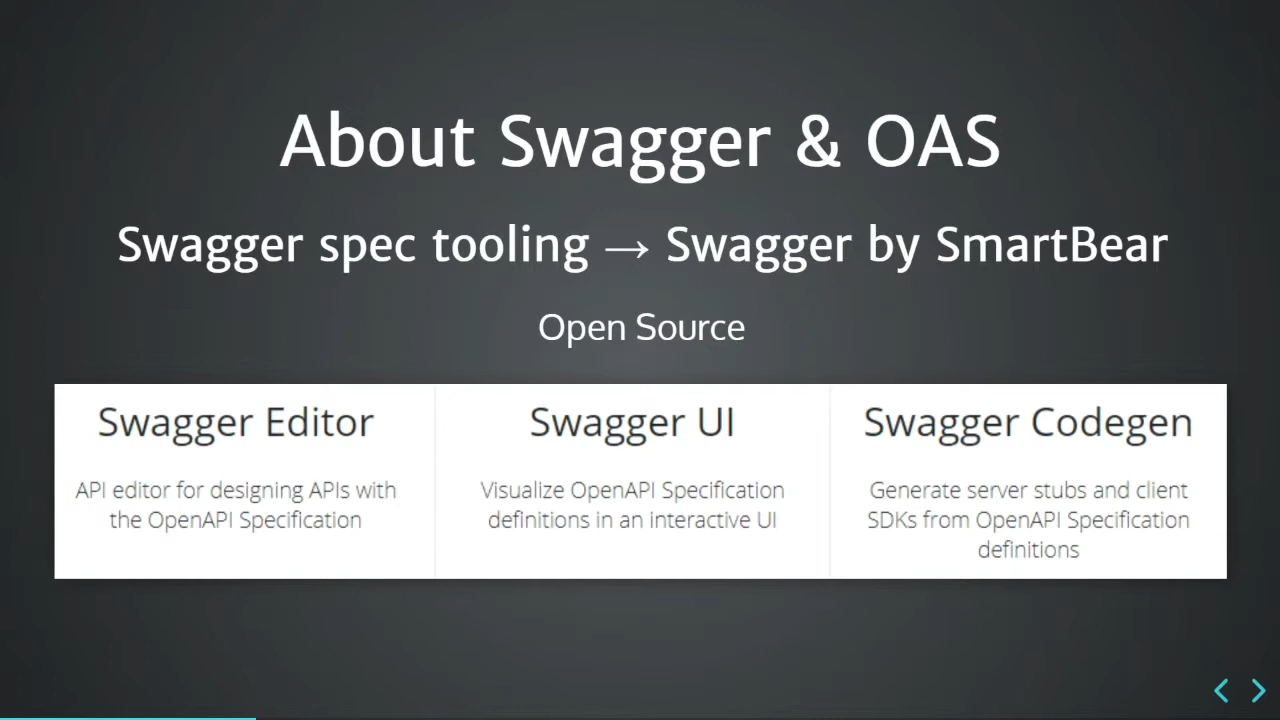 About Swagger & OAS
Swagger spec tooling → Swagger by SmartBear
Open Source
Swagger Editor
API editor for designing APIs with
the OpenAPI Specification
Swagger UI
Visualize OpenAPI Specification
definitions in an interactive UI
Swagger Codegen
Generate server stubs and client
SDKs from OpenAPI Specification
definitions